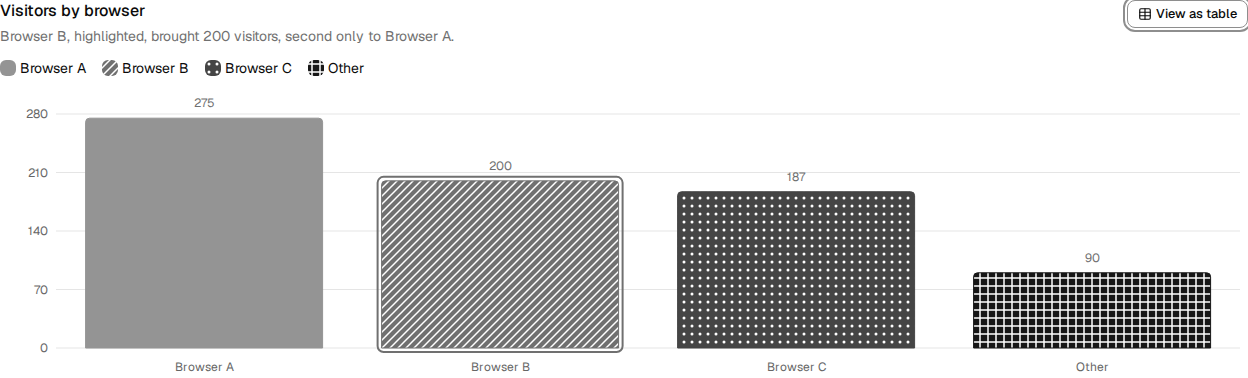 Visitors by browser
View as table
Browser B, highlighted, brought 200 visitors, second only to Browser A.
Browser A Browser B Browser C Other
275
280
200
210
187
140
90
70
0
Browser A Browser B Browser C Other